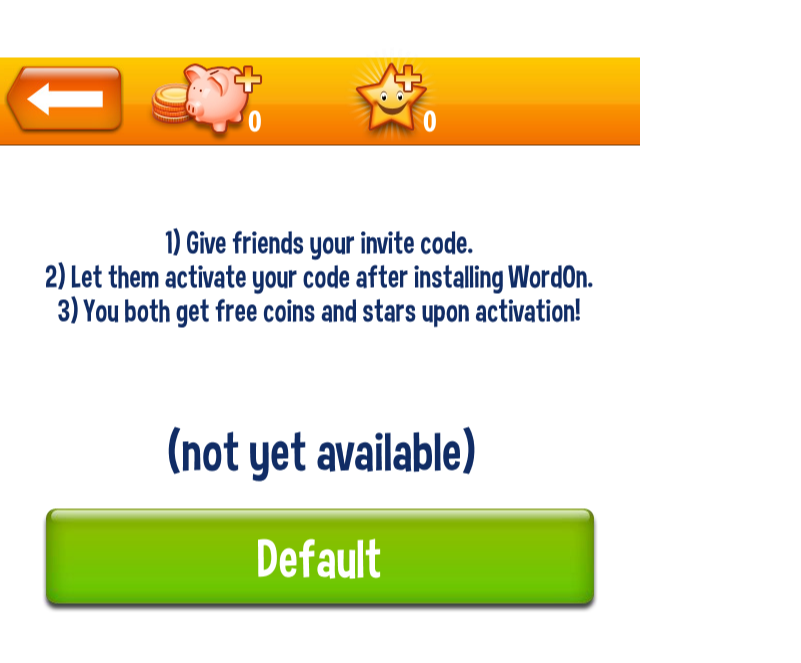 0 0
1) Give friends your invite code.
2) Let them activate your code after installing WordOn.
3) You both get free coins and stars upon activation!
(not yet available)
Default